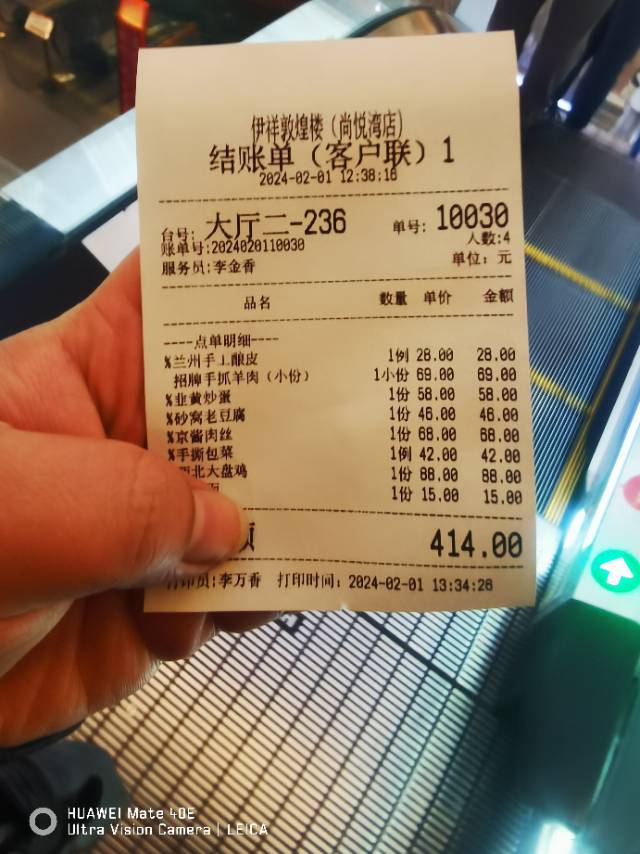 伊祥敦煌楼（尚悦湾店）
结账单（客户联）1
2024-02-01 12:38:16
台号: 大厅二-236 单号: 10030
账单号:2024020110030 人数:4
服务员:李金香 单位: 元
品名 数量 单价 金额
----点单明细----
%兰州手工酿皮 1例 28.00 28.00
招牌手抓羊肉（小份） 1小份 69.00 69.00
%韭黄炒蛋 1份 58.00 58.00
%砂窝老豆腐 1份 46.00 46.00
%京酱肉丝 1份 68.00 68.00
%手撕包菜 1例 42.00 42.00
北大盘鸡 1份 88.00 88.00
1份 15.00 15.00
414.00
印员:李万香 打印时间: 2024-02-01 13:34:26
HUAWEI Mate 40E
Ultra Vision Camera | LEICA